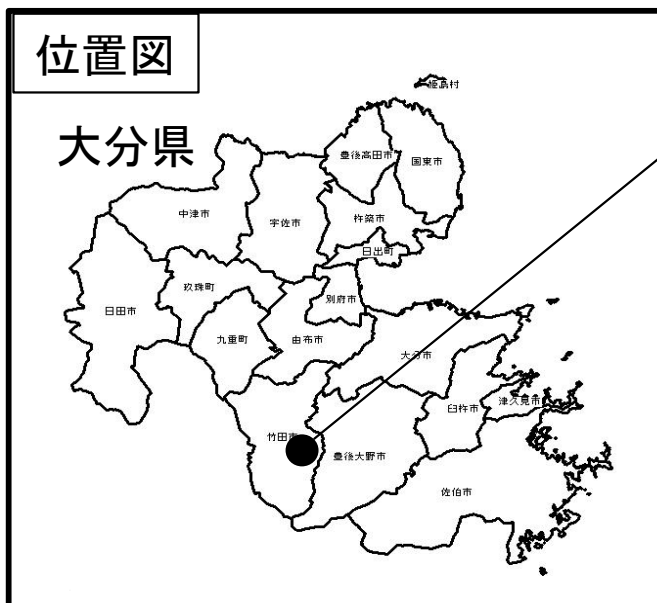 位置図
大分県
姫島村
豊後高田市
国東市
中津市
宇佐市
杵築市
日出町
玖珠町
別府市
日田市
九重町
由布市
大分市
臼杵市
津久見市
竹田市
豊後大野市
佐伯市